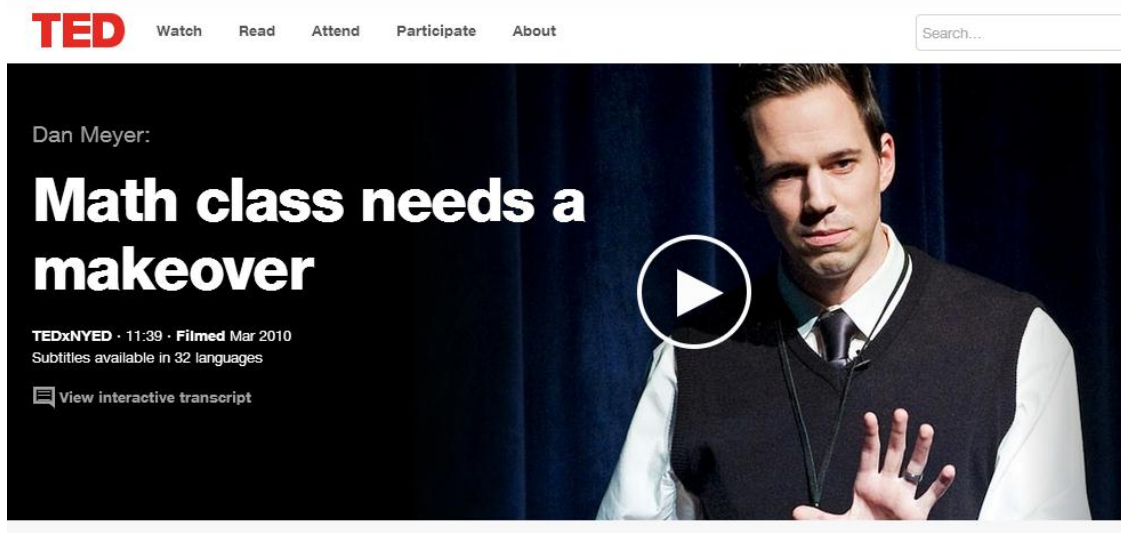 TED Watch Read Attend Participate About Search...
Dan Meyer:
Math class needs a
makeover
TEDxNYED · 11:39 · Filmed Mar 2010
Subtitles available in 32 languages
View interactive transcript